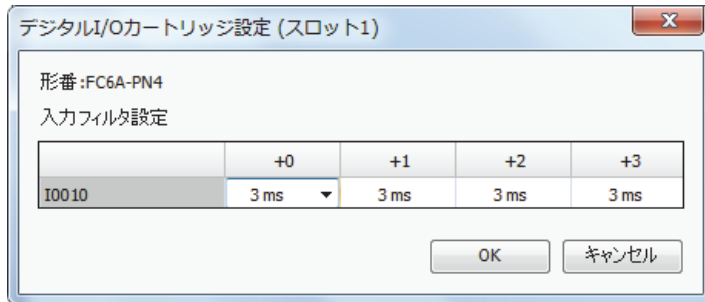 デジタルI/Oカートリッジ設定 (スロット1)
形番:FC6A-PN4
入力フィルタ設定
+0 +1 +2 +3
I0010 3 ms 3 ms 3 ms 3 ms
OK キャンセル